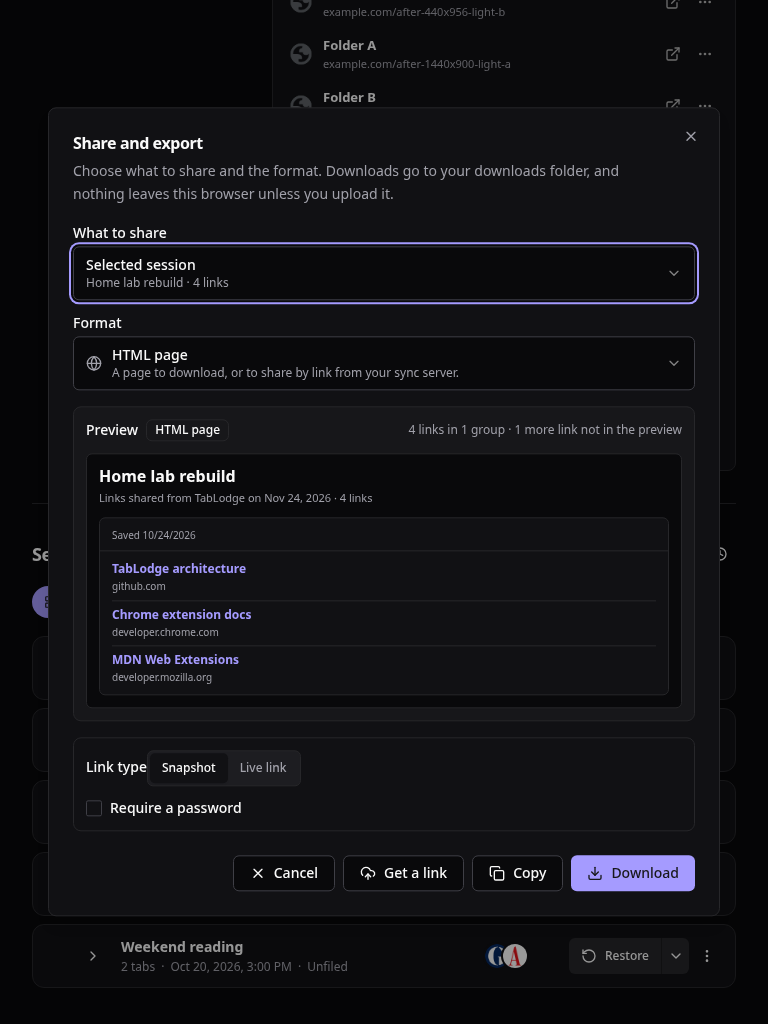 example.com/after-440x956-light-b
Folder A
example.com/after-1440x900-light-a
Folder B
Share and export
Choose what to share and the format. Downloads go to your downloads folder, and
nothing leaves this browser unless you upload it.
What to share
Selected session
Home lab rebuild · 4 links
Format
HTML page
A page to download, or to share by link from your sync server.
Preview HTML page 4 links in 1 group · 1 more link not in the preview
Home lab rebuild
Links shared from TabLodge on Nov 24, 2026 · 4 links
Saved 10/24/2026
TabLodge architecture
github.com
Chrome extension docs
developer.chrome.com
MDN Web Extensions
developer.mozilla.org
Link type Snapshot Live link
Require a password
Cancel Get a link Copy Download
Weekend reading
2 tabs · Oct 20, 2026, 3:00 PM · Unfiled
Restore